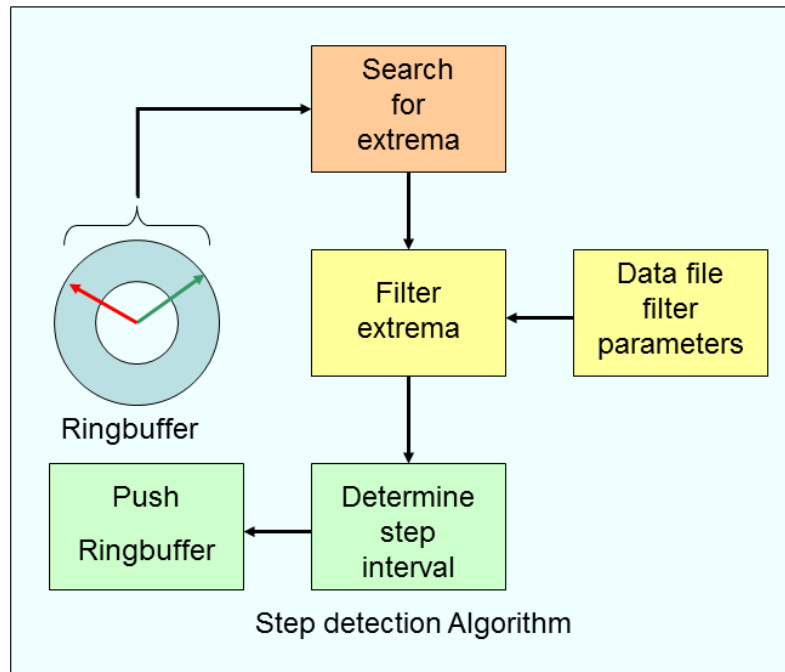 Search
for
extrema
Filter
extrema
Data file
filter
parameters
Ringbuffer
Push
Ringbuffer
Determine
step
interval
Step detection Algorithm